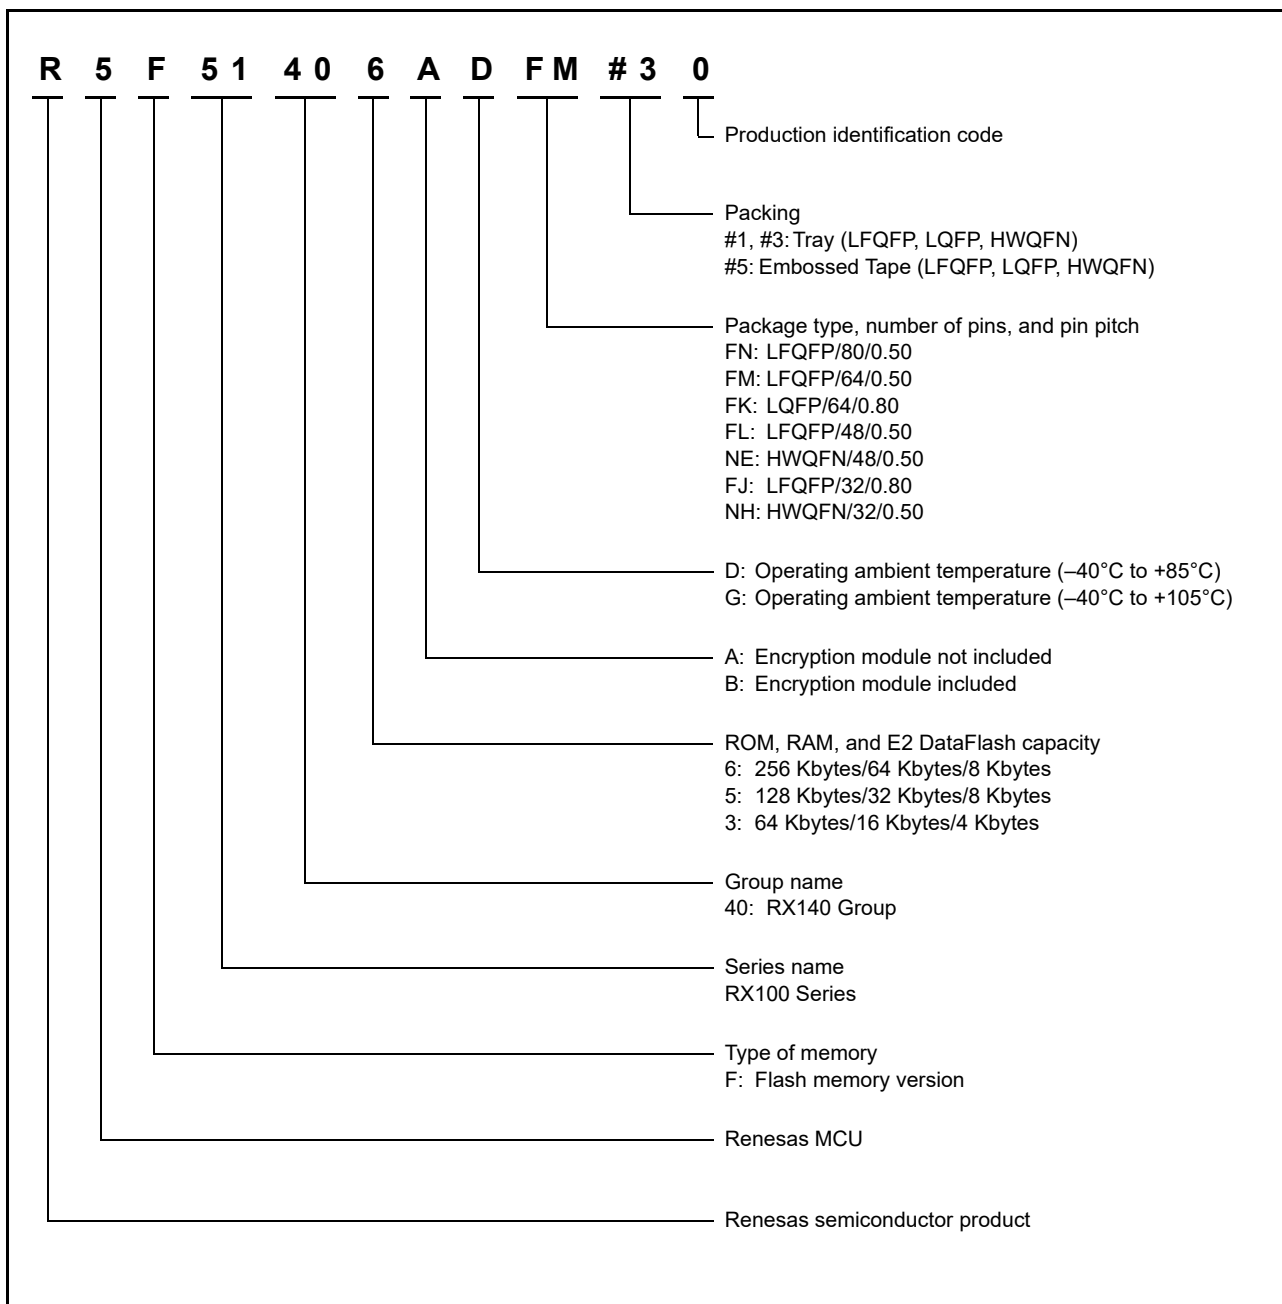 R 5 F 51 40 6 A D FM #3 0
Production identification code
Packing
#1, #3: Tray (LFQFP, LQFP, HWQFN)
#5: Embossed Tape (LFQFP, LQFP, HWQFN)
Package type, number of pins, and pin pitch
FN: LFQFP/80/0.50
FM: LFQFP/64/0.50
FK: LQFP/64/0.80
FL: LFQFP/48/0.50
NE: HWQFN/48/0.50
FJ: LFQFP/32/0.80
NH: HWQFN/32/0.50
D: Operating ambient temperature (–40°C to +85°C)
G: Operating ambient temperature (–40°C to +105°C)
A: Encryption module not included
B: Encryption module included
ROM, RAM, and E2 DataFlash capacity
6: 256 Kbytes/64 Kbytes/8 Kbytes
5: 128 Kbytes/32 Kbytes/8 Kbytes
3: 64 Kbytes/16 Kbytes/4 Kbytes
Group name
40: RX140 Group
Series name
RX100 Series
Type of memory
F: Flash memory version
Renesas MCU
Renesas semiconductor product